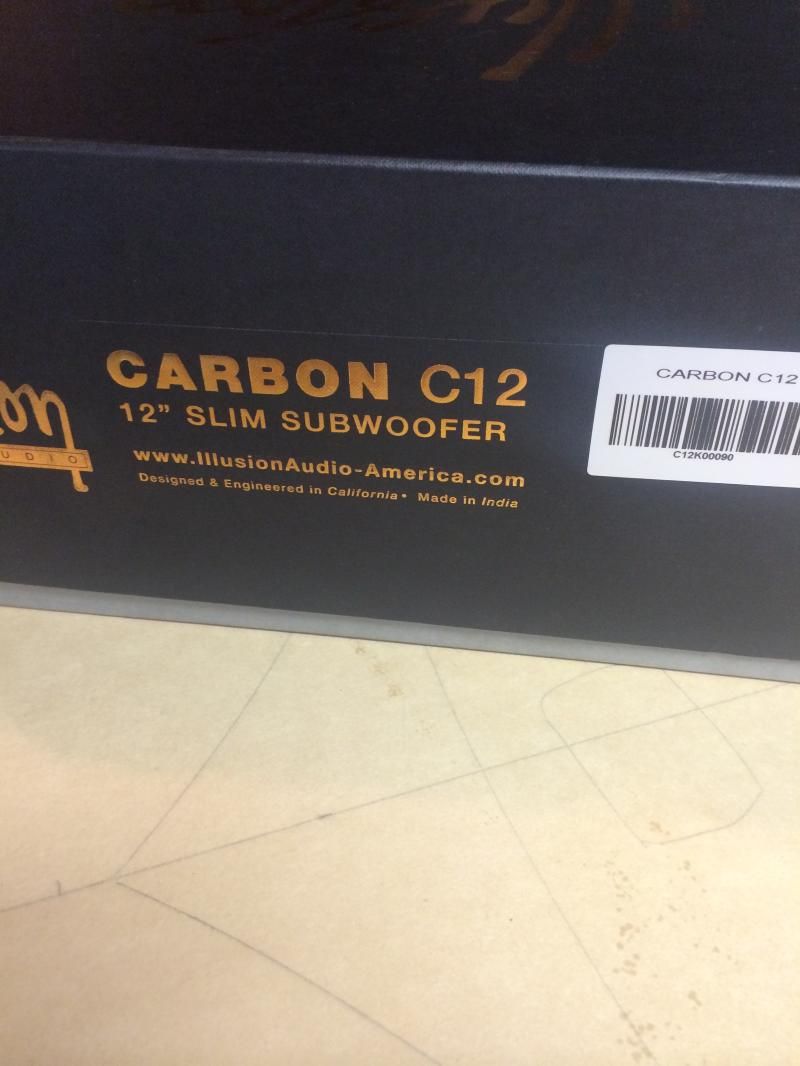 CARBON C12
12” SLIM SUBWOOFER
www.IllusionAudio-America.com
Designed & Engineered in California • Made in India
CARBON C12
C12K00090